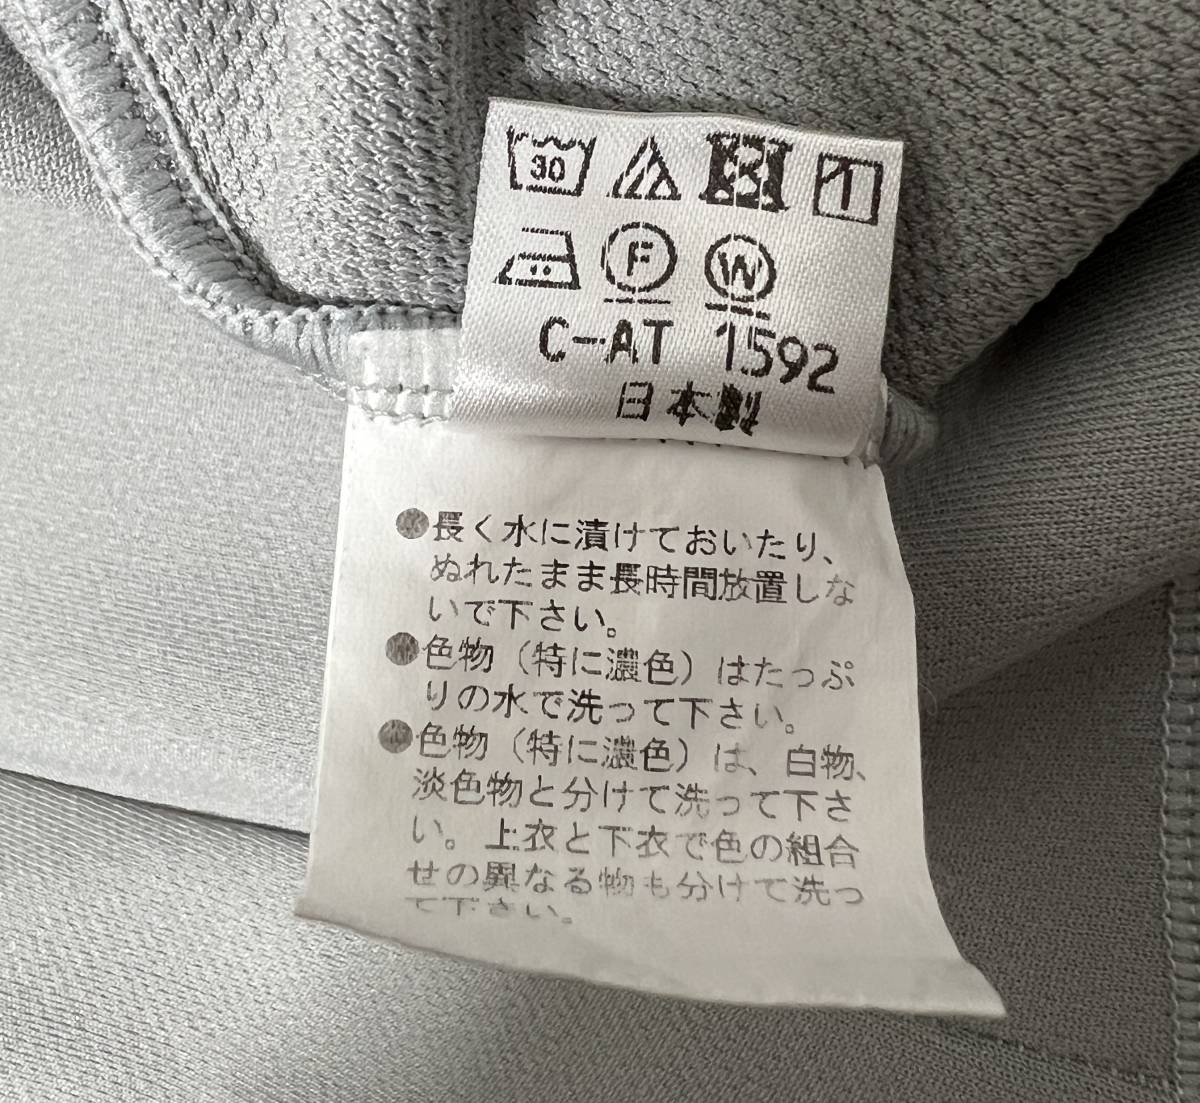 30
F W
C-AT 1592
日本製
●長く水に漬けておいたり、
ぬれたまま長時間放置しな
いで下さい。
●色物（特に濃色）はたっぷ
りの水で洗って下さい。
●色物（特に濃色）は、白物、
淡色物と分けて洗って下さ
い。上衣と下衣で色の組合
せの異なる物も分けて洗っ
て下さい。